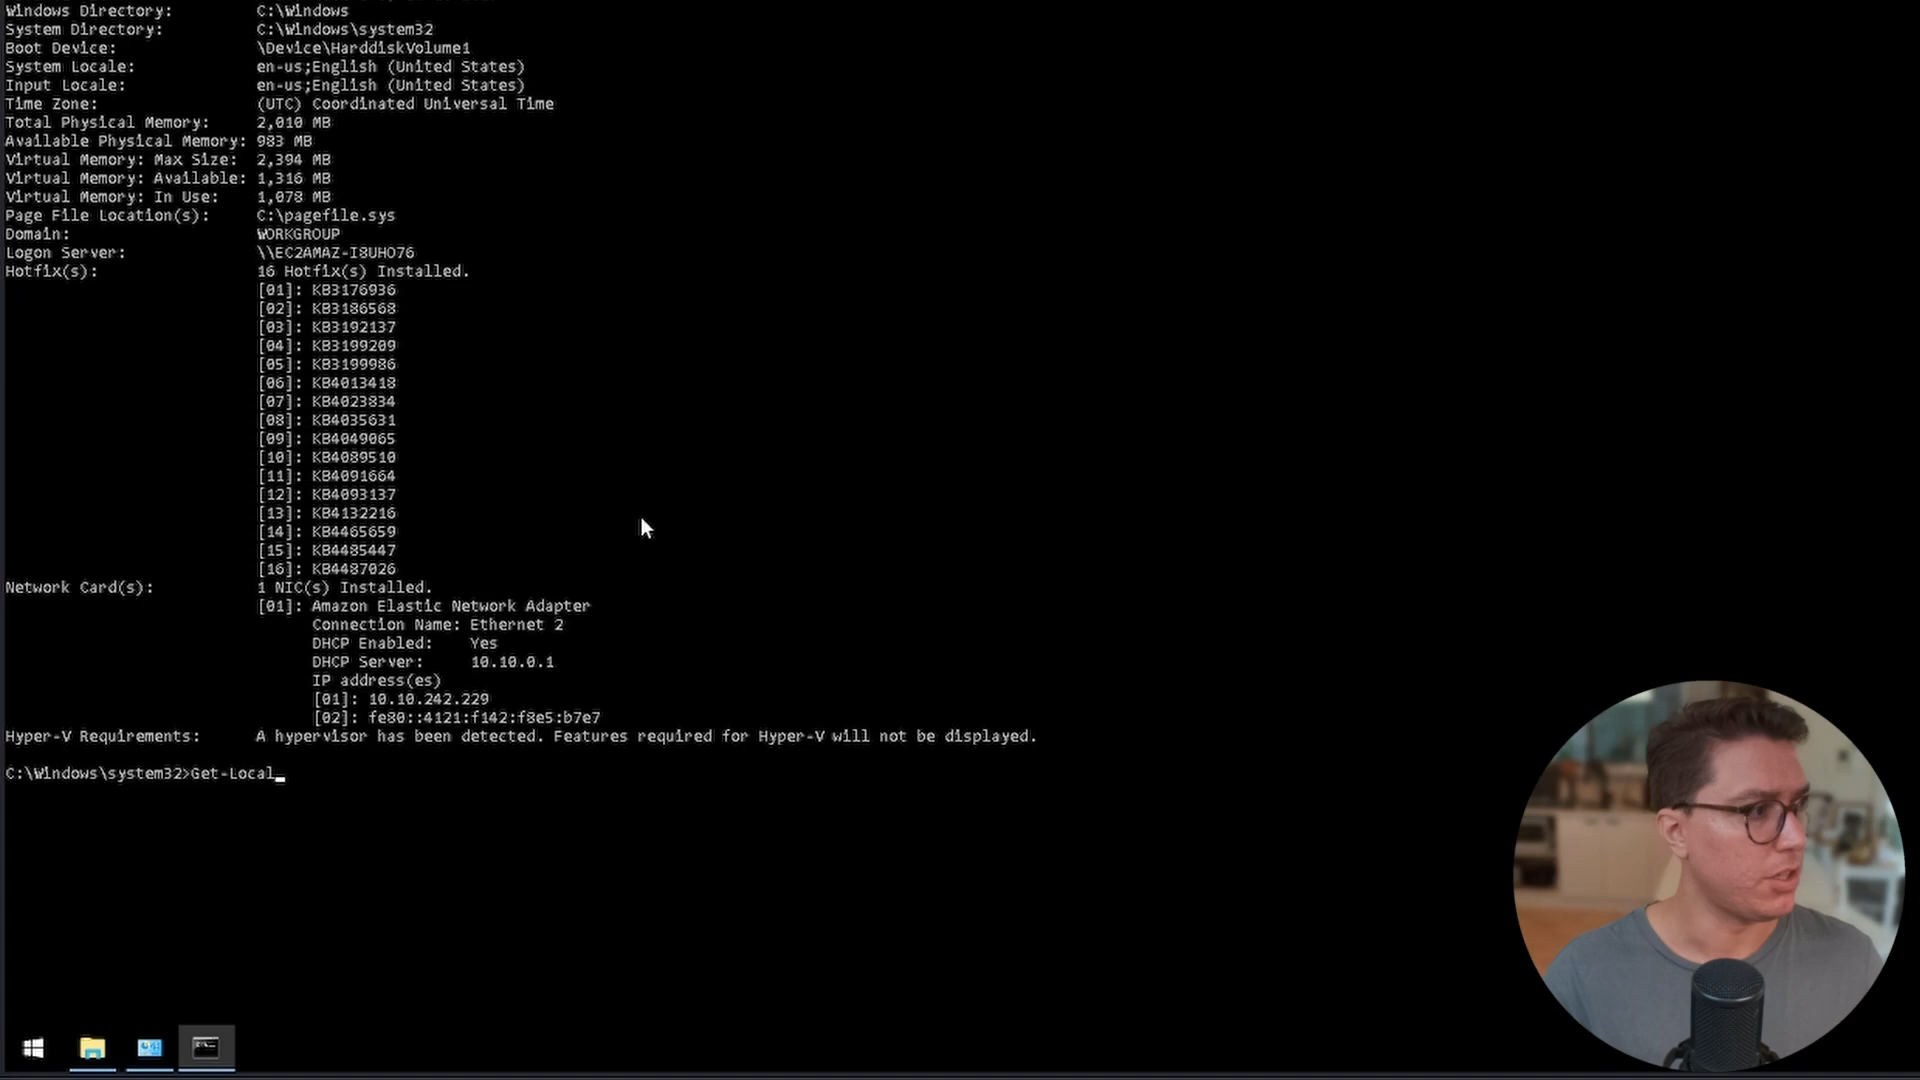 Windows Directory: C:\Windows
System Directory: C:\Windows\system32
Boot Device: \Device\HarddiskVolume1
System Locale: en-us;English (United States)
Input Locale: en-us;English (United States)
Time Zone: (UTC) Coordinated Universal Time
Total Physical Memory: 2,010 MB
Available Physical Memory: 983 MB
Virtual Memory: Max Size: 2,394 MB
Virtual Memory: Available: 1,316 MB
Virtual Memory: In Use: 1,078 MB
Page File Location(s): C:\pagefile.sys
Domain: WORKGROUP
Logon Server: \\EC2AMAZ-I8UHO76
Hotfix(s): 16 Hotfix(s) Installed.
[01]: KB3176936
[02]: KB3186568
[03]: KB3192137
[04]: KB3199209
[05]: KB3199986
[06]: KB4013418
[07]: KB4023834
[08]: KB4035631
[09]: KB4049065
[10]: KB4089510
[11]: KB4091664
[12]: KB4093137
[13]: KB4132216
[14]: KB4465659
[15]: KB4485447
[16]: KB4487026
Network Card(s): 1 NIC(s) Installed.
[01]: Amazon Elastic Network Adapter
Connection Name: Ethernet 2
DHCP Enabled: Yes
DHCP Server: 10.10.0.1
IP address(es)
[01]: 10.10.242.229
[02]: fe80::4121:f142:f8e5:b7e7
Hyper-V Requirements: A hypervisor has been detected. Features required for Hyper-V will not be displayed.
C:\Windows\system32>Get-Local_